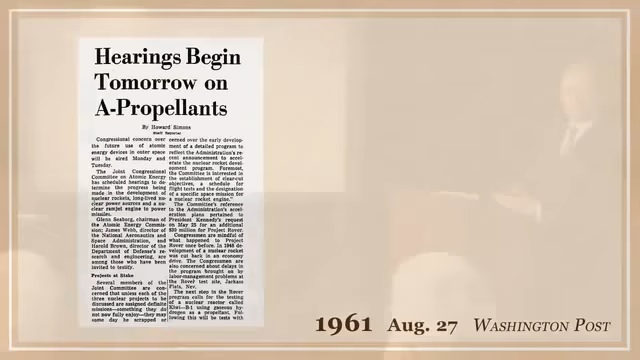 Hearings Begin
Tomorrow on
A-Propellants
By Howard Simons
Staff Reporter
Congressional concern over
the future use of atomic
energy devices in outer space
will be aired Monday and
Tuesday.
The Joint Congressional
Committee on Atomic Energy
has scheduled hearings to de-
termine the progress being
made in the development of
nuclear rockets, long-lived nu-
clear power sources and a nu-
clear ramjet engine to power
missiles.
Glenn Seaborg, chairman of
the Atomic Energy Commis-
sion; James Webb, director of
the National Aeronautics and
Space Administration, and
Harold Brown, director of the
Department of Defense's re-
search and engineering, are
among those who have been
invited to testify.
Projects at Stake
Several members of the
Joint Committee are con-
cerned that unless each of the
three nuclear projects to be
discussed are assigned definite
missions—something they do
not now fully enjoy—they may
some day be scrapped or
cerned over the early develop-
ment of a detailed program to
reflect the Administration's re-
cent announcement to accel-
erate the nuclear rocket devel-
opment program. Foremost,
the Committee is interested in
the establishment of clear-cut
objectives, a schedule for
flight tests and the designation
of a specific space mission for
a nuclear rocket engine."
The Committee's reference
to the Administration's accel-
eration plans pertained to
President Kennedy's request
on May 25 for an additional
$30 million for Project Rover.
Congressmen are mindful of
what happened to Project
Rover once before. In
development of a nuclear rocket
was cut back in an economy
drive. The Congressmen are
also concerned about delays in
the program brought on by
labor-management problems at
the Rover test site, Jackass
Flats, Nev.
The next step in the Rover
program calls for the testing
of a nuclear reactor called
Kiwi-B-1 using gaseous hy-
drogen as a propellant. Fol-
lowing this will be tests with
1961 Aug. 27 Washington Post